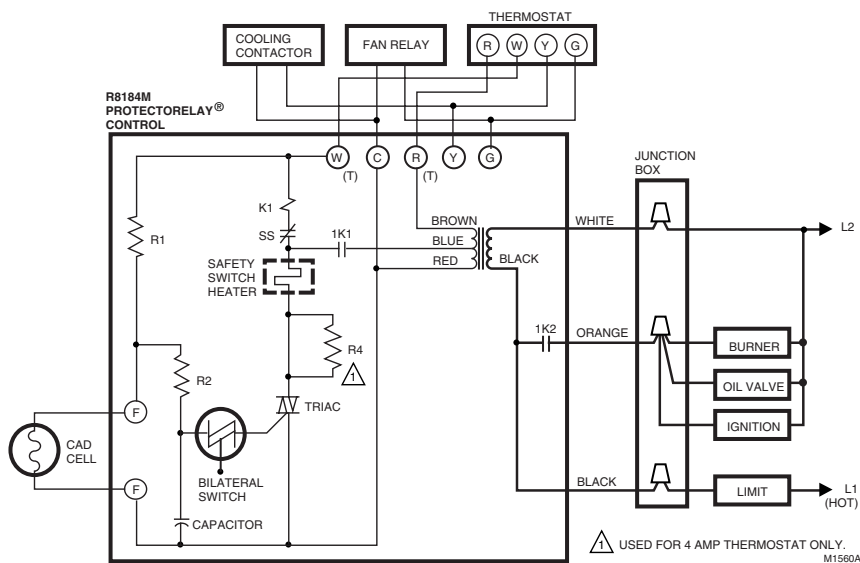 THERMOSTAT
COOLING
CONTACTOR
FAN RELAY
R W Y G
R8184M
PROTECTORELAY®
CONTROL
W C R Y G
(T) (T)
JUNCTION
BOX
K1
1K1
SS
BROWN
BLUE
RED
WHITE
BLACK
L2
R1
SAFETY
SWITCH
HEATER
1K2
ORANGE
R4
1
BURNER
R2
OIL VALVE
TRIAC
F
IGNITION
CAD
CELL
BILATERAL
SWITCH
F
BLACK
LIMIT
L1
(HOT)
CAPACITOR
1 USED FOR 4 AMP THERMOSTAT ONLY.
M1560A